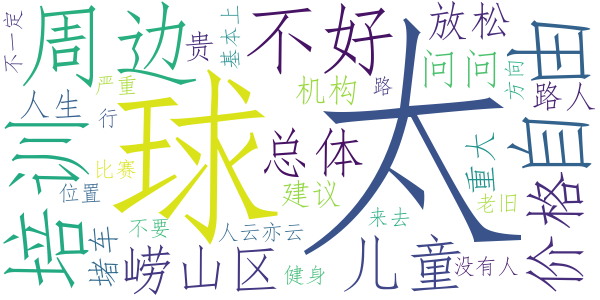 不一定
周边
贵
基本上
不好
放松
自由
人生
严重
行
机构
路
问问
方向
路人
培训
球
太
总体
重大
价格
比赛
位置
建议
老旧
堵车
不要
人云亦云
来去
崂山区
健身
儿童
没有人